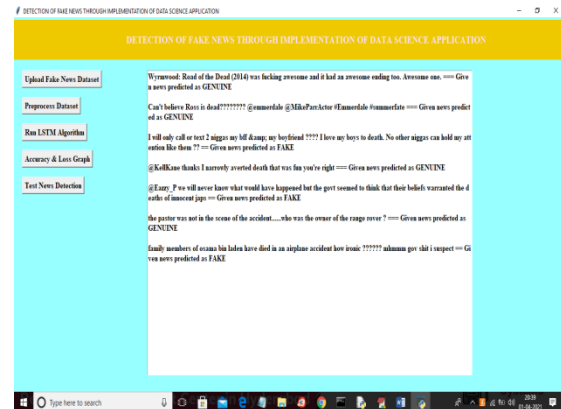 DETECTION OF FAKE NEWS THROUGH IMPLEMENTATION OF DATA SCIENCE APPLICATION
DETECTION OF FAKE NEWS THROUGH IMPLEMENTATION OF DATA SCIENCE APPLICATION
Upload Fake News Dataset
Preprocess Dataset
Run LSTM Algorithm
Accuracy & Loss Graph
Test News Detection
Wyrmwood: Road of the Dead (2014) was fucking awesome and it had an awesome ending too. Awesome one. === Give
n news predicted as GENUINE
Can't believe Ross is dead???????? @emmerdale @MikeParrActor #Emmerdale #summerfate === Given news predict
ed as GENUINE
I will only call or text 2 niggas my bff &amp; my boyfriend ???? I love my boys to death. No other niggas can hold my att
ention like them ?? == Given news predicted as FAKE
@KellKane thanks I narrowly averted death that was fun you're right === Given news predicted as GENUINE
@Eazzy_P we will never know what would have happened but the govt seemed to think that their beliefs warranted the d
eaths of innocent japs == Given news predicted as FAKE
the pastor was not in the scene of the accident......who was the owner of the range rover ? === Given news predicted as
GENUINE
family members of osama bin laden have died in an airplane accident how ironic ?????? mhmmm gov shit i suspect == Gi
ven news predicted as FAKE
Type here to search
20:39
01-04-2021